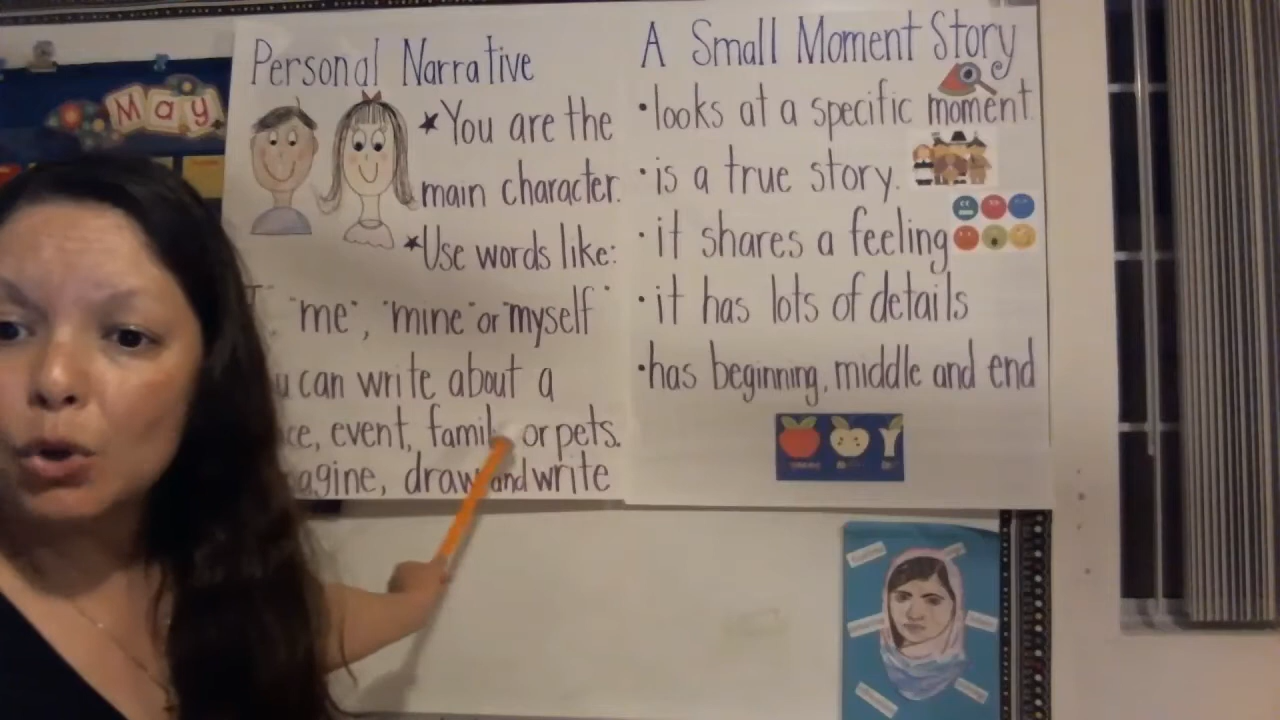 May
Personal Narrative
★You are the
main character.
★Use words like:
"me", "mine" or "myself"
can write about a
event, family or pets.
draw and write
A Small Moment Story
•looks at a specific moment.
•is a true story.
•it shares a feeling
•it has lots of details
•has beginning, middle and end